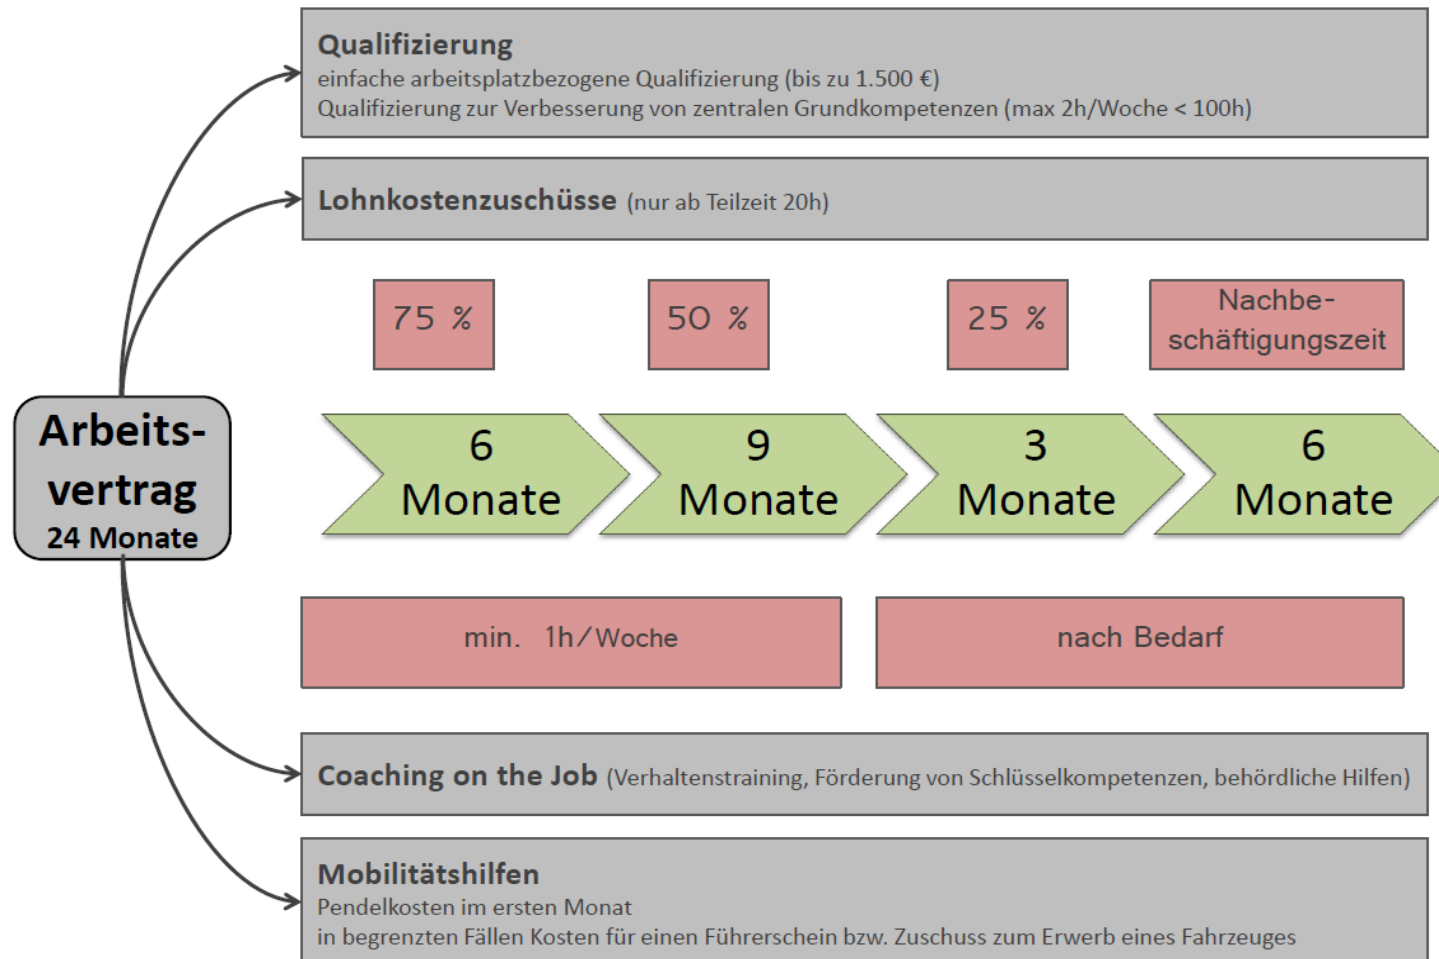 Qualifizierung
einfache arbeitsplatzbezogene Qualifizierung (bis zu 1.500 €)
Qualifizierung zur Verbesserung von zentralen Grundkompetenzen (max 2h/Woche < 100h)
Lohnkostenzuschüsse (nur ab Teilzeit 20h)
75 %
50 %
25 %
Nachbe-
schäftigungszeit
Arbeits-
vertrag
24 Monate
6
Monate
9
Monate
3
Monate
6
Monate
min. 1h/Woche
nach Bedarf
Coaching on the Job (Verhaltenstraining, Förderung von Schlüsselkompetenzen, behördliche Hilfen)
Mobilitätshilfen
Pendelkosten im ersten Monat
in begrenzten Fällen Kosten für einen Führerschein bzw. Zuschuss zum Erwerb eines Fahrzeuges